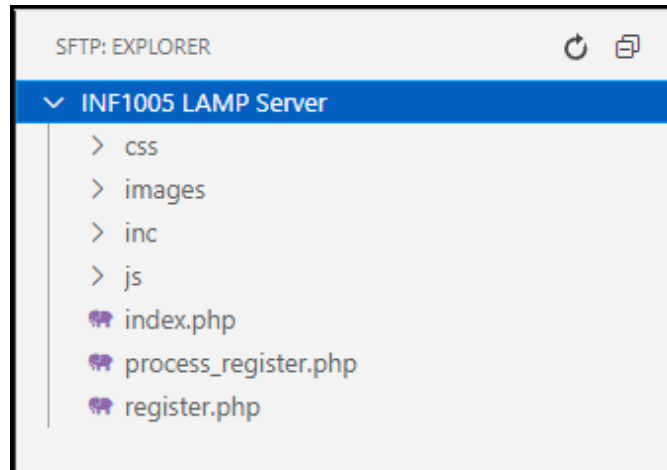 SFTP: EXPLORER
INF1005 LAMP Server
css
images
inc
js
index.php
process_register.php
register.php